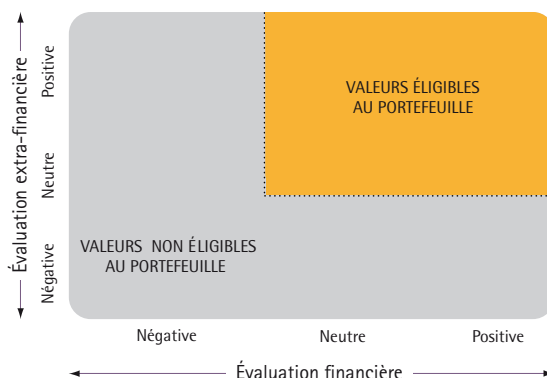 Évaluation extra-financière
Positive
Neutre
Négative
VALEURS ÉLIGIBLES
AU PORTEFEUILLE
VALEURS NON ÉLIGIBLES
AU PORTEFEUILLE
Négative
Neutre
Positive
Évaluation financière